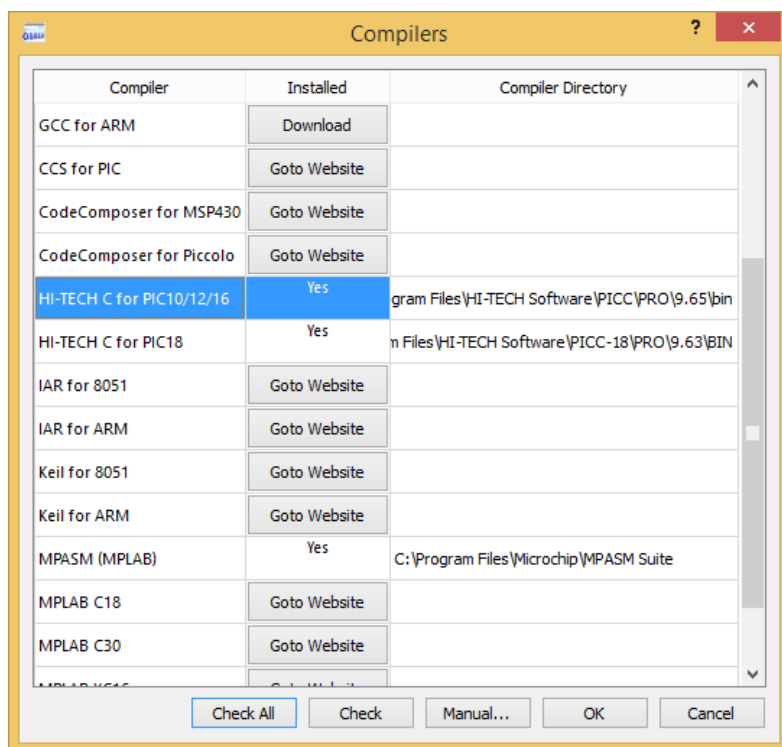 Compilers
Compiler Installed Compiler Directory
GCC for ARM Download
CCS for PIC Goto Website
CodeComposer for MSP430 Goto Website
CodeComposer for Piccolo Goto Website
HI-TECH C for PIC10/12/16 Yes gram Files\HI-TECH Software\PICC\PRO\9.65\bin
HI-TECH C for PIC18 Yes n Files\HI-TECH Software\PICC-18\PRO\9.63\BIN
IAR for 8051 Goto Website
IAR for ARM Goto Website
Keil for 8051 Goto Website
Keil for ARM Goto Website
MPASM (MPLAB) Yes C:\Program Files\Microchip\MPASM Suite
MPLAB C18 Goto Website
MPLAB C30 Goto Website
Check All Check Manual... OK Cancel